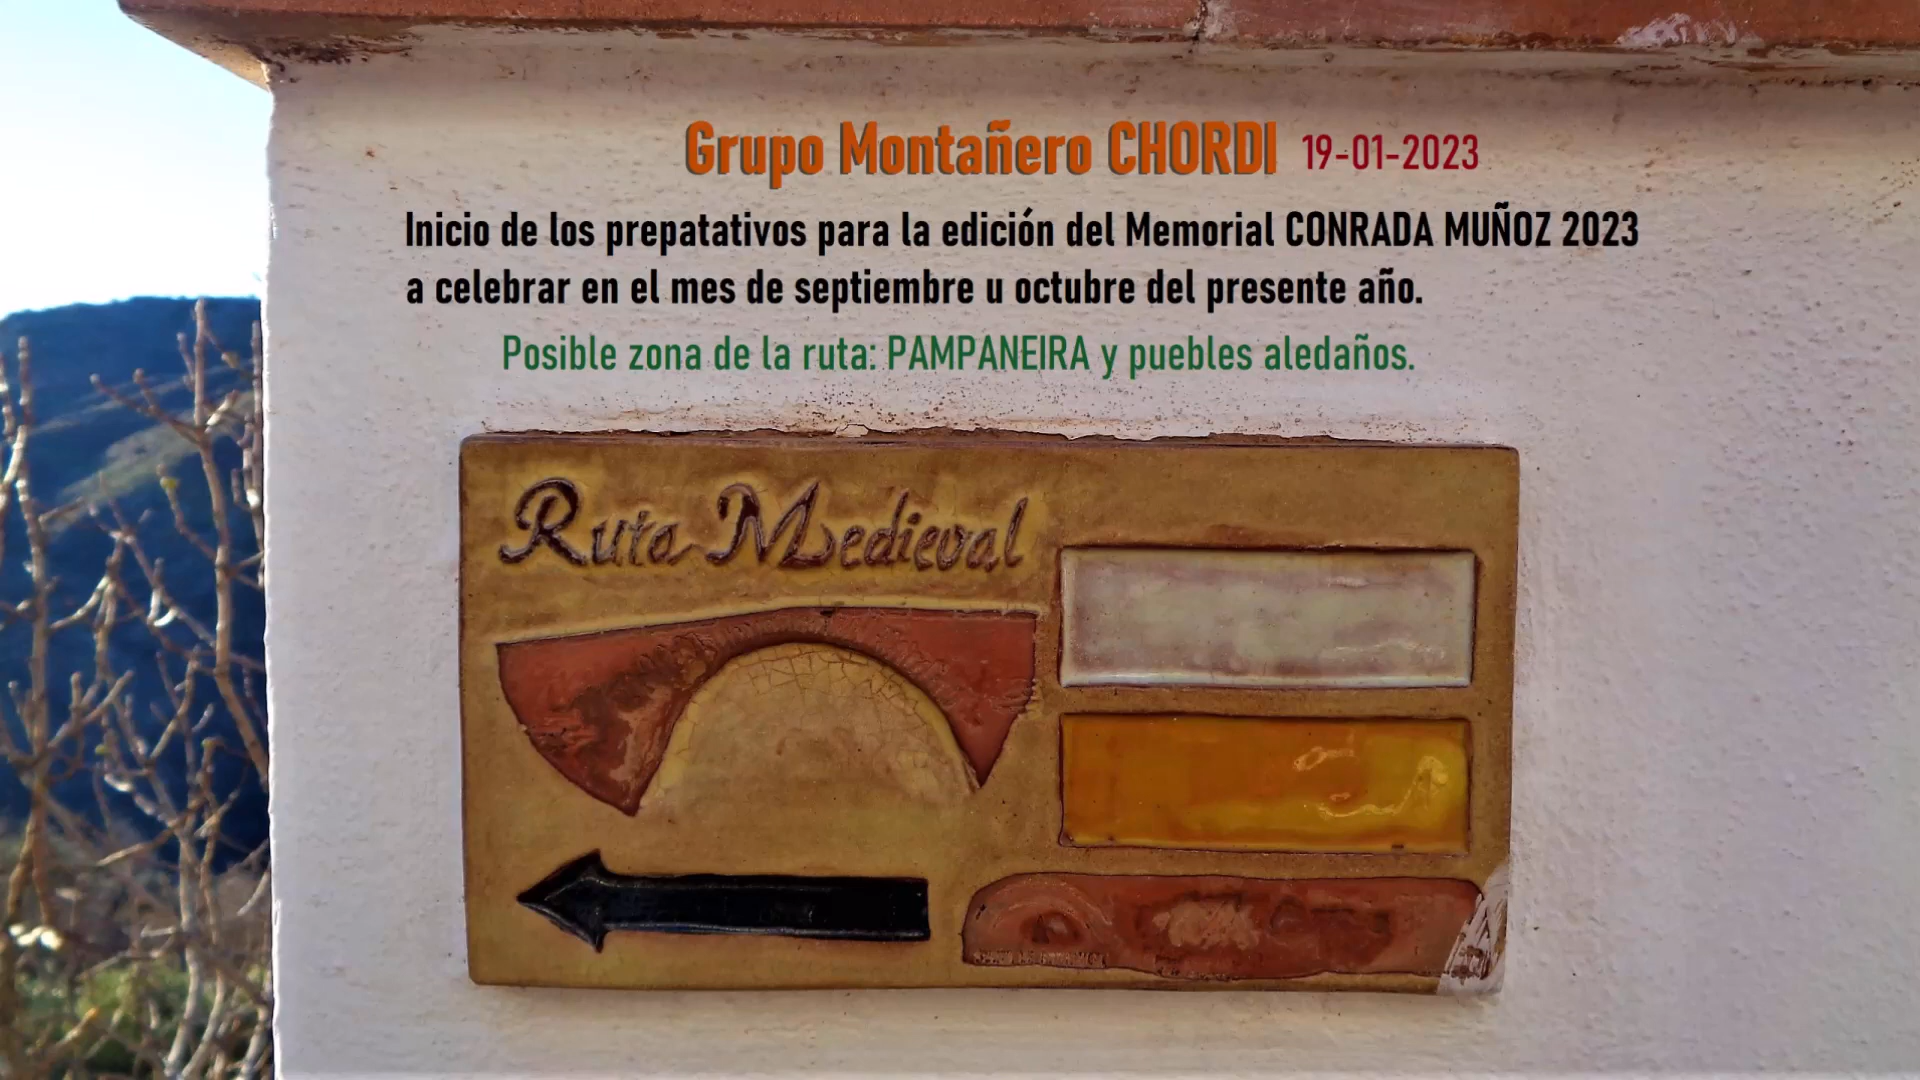 Grupo Montañero CHORDI 19-01-2023
Inicio de los prepatativos para la edición del Memorial CONRADA MUÑOZ 2023
a celebrar en el mes de septiembre u octubre del presente año.
Posible zona de la ruta: PAMPANEIRA y puebles aledaños.
Ruta Medieval